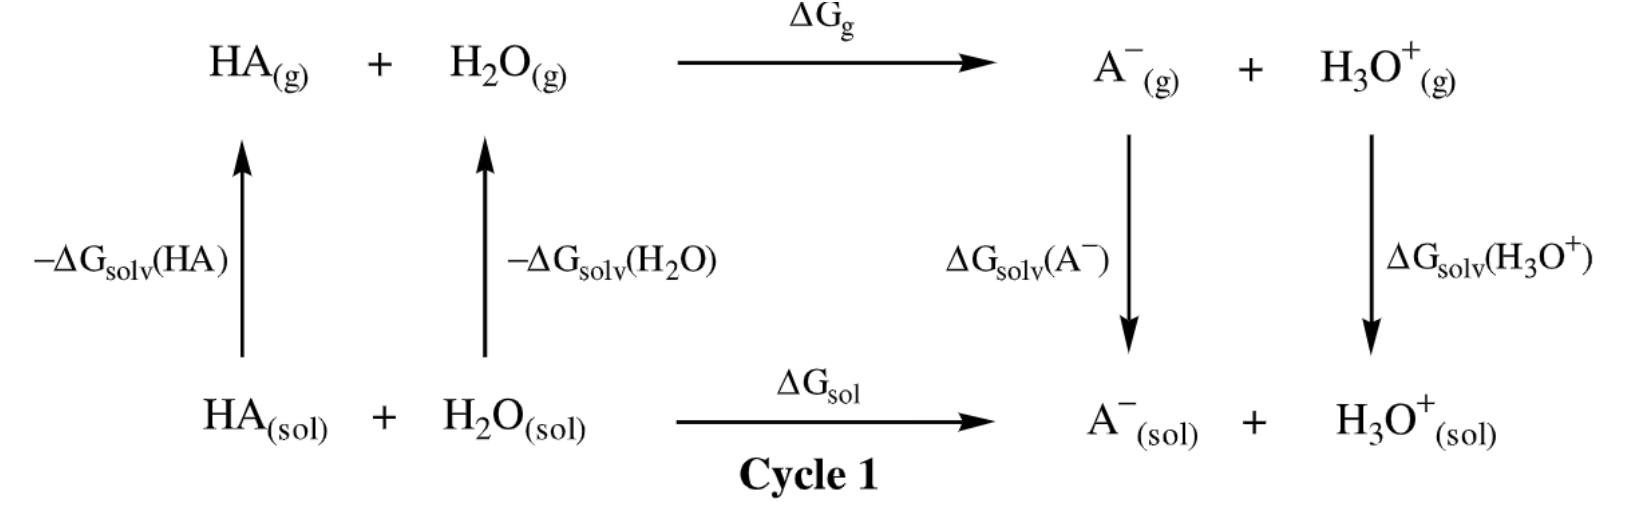 ΔG₉
HA(g) + H₂O(g) A⁻(g) + H₃O⁺(g)
−ΔGsolv(HA) −ΔGsolv(H₂O) ΔGsolv(A⁻) ΔGsolv(H₃O⁺)
ΔGsol
HA(sol) + H₂O(sol) A⁻(sol) + H₃O⁺(sol)
Cycle 1